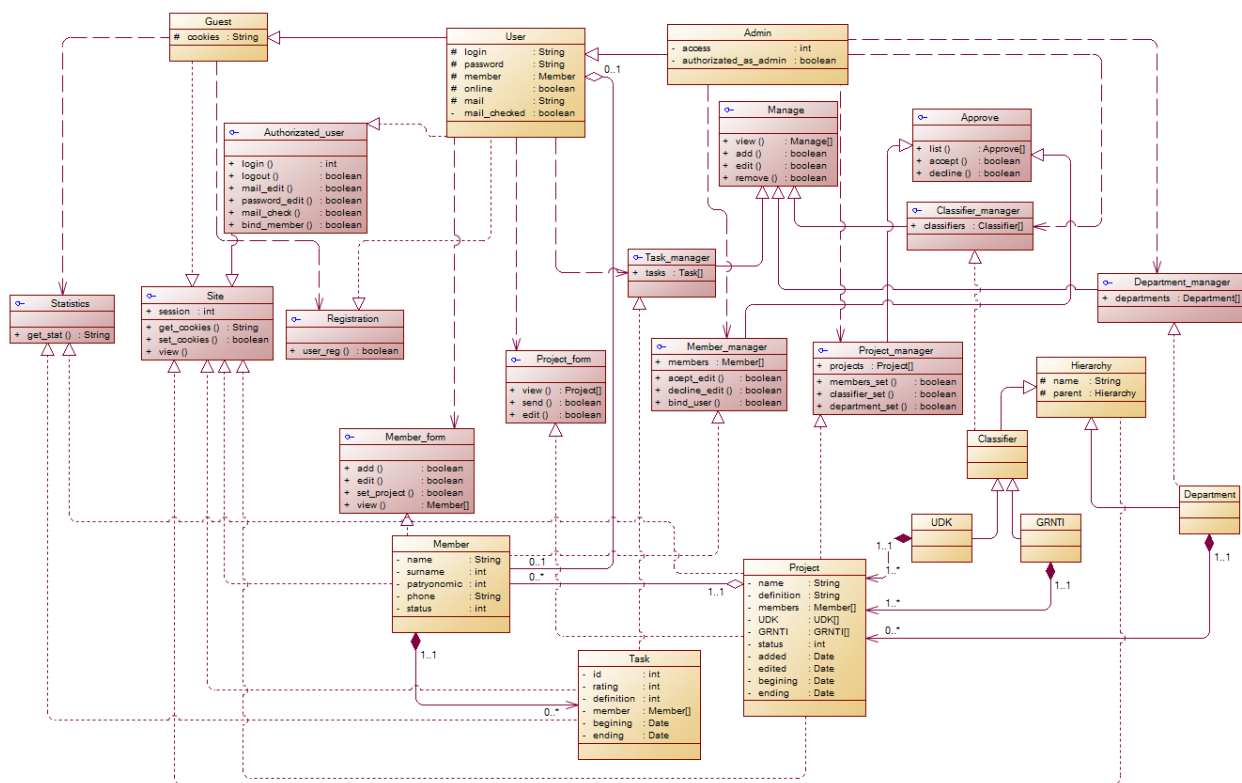 Guest
# cookies : String
User
# login : String
# password : String
# member : Member
# online : boolean
# mail : String
- mail_checked : boolean
0..1
Admin
- access : int
- authorizated_as_admin : boolean
Authorizated_user
+ login () : int
+ logout () : boolean
+ mail_edit () : boolean
+ password_edit () : boolean
+ mail_check () : boolean
+ bind_member () : boolean
Manage
+ view () : Manage[]
+ add () : boolean
+ edit () : boolean
+ remove () : boolean
Approve
+ list () : Approve[]
+ accept () : boolean
+ decline () : boolean
Classifier_manager
+ classifiers : Classifier[]
Task_manager
+ tasks : Task[]
Department_manager
+ departments : Department[]
Statistics
+ get_stat () : String
Site
+ session : int
+ get_cookies () : String
+ set_cookies () : boolean
+ view ()
Registration
+ user_reg () : boolean
Project_form
+ view () : Project[]
+ send () : boolean
+ edit () : boolean
Member_manager
+ members : Member[]
+ acept_edit () : boolean
+ decline_edit () : boolean
+ bind_user () : boolean
Project_manager
+ projects : Project[]
+ members_set () : boolean
+ classifier_set () : boolean
+ department_set () : boolean
Hierarchy
# name : String
# parent : Hierarchy
Member_form
+ add () : boolean
+ edit () : boolean
+ set_project () : boolean
+ view () : Member[]
Classifier
Department
UDK
GRNTI
Member
- name : String
- surname : int
- patryonomic : int
- phone : String
- status : int
0..1
0..*
1..1
1..1
Project
- name : String
- definition : String
- members : Member[]
- UDK : UDK[]
- GRNTI : GRNTI[]
- status : int
- added : Date
- edited : Date
- begining : Date
- ending : Date
1..1
1..*
1..1
1..*
1..1
0..*
Task
- id : int
- rating : int
- definition : int
- member : Member[]
- begining : Date
- ending : Date
0..*